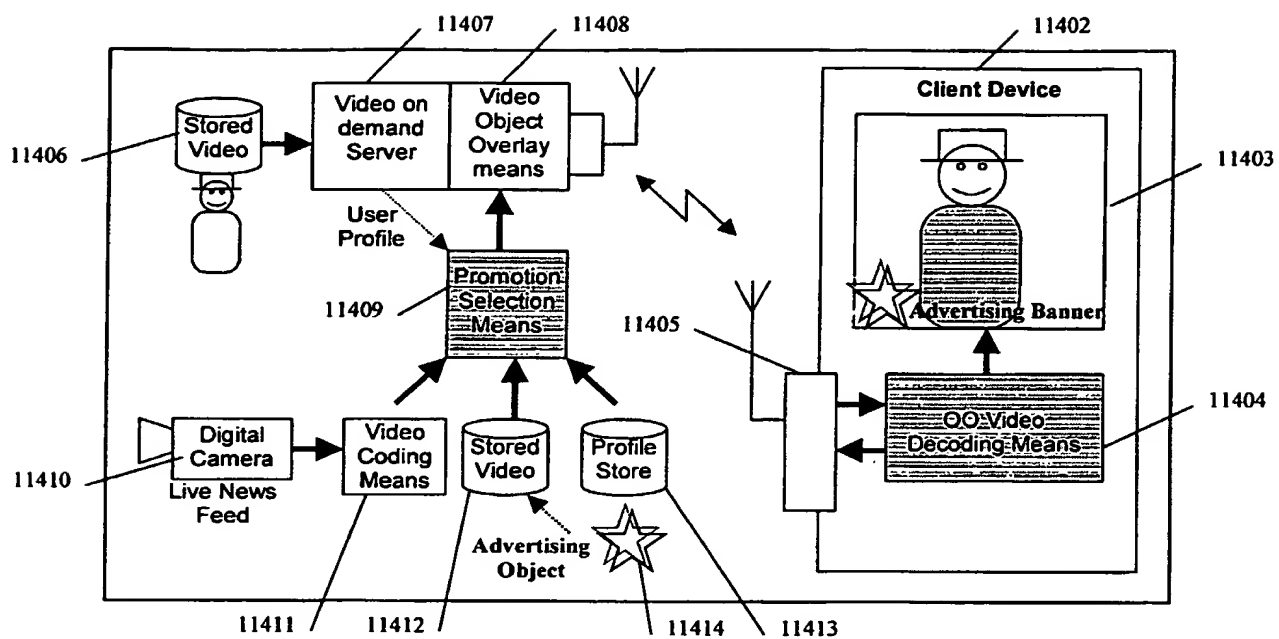 11407
11408
11402
Client Device
Stored
Video
Video on
demand
Server
Video
Object
Overlay
means
11406
11403
User
Profile
Promotion
Selection
Means
11409
11405
Advertising Banner
OO Video
Decoding Means
11404
Digital
Camera
Video
Coding
Means
Stored
Video
Profile
Store
11410
Live News
Feed
Advertising
Object
11411
11412
11414
11413